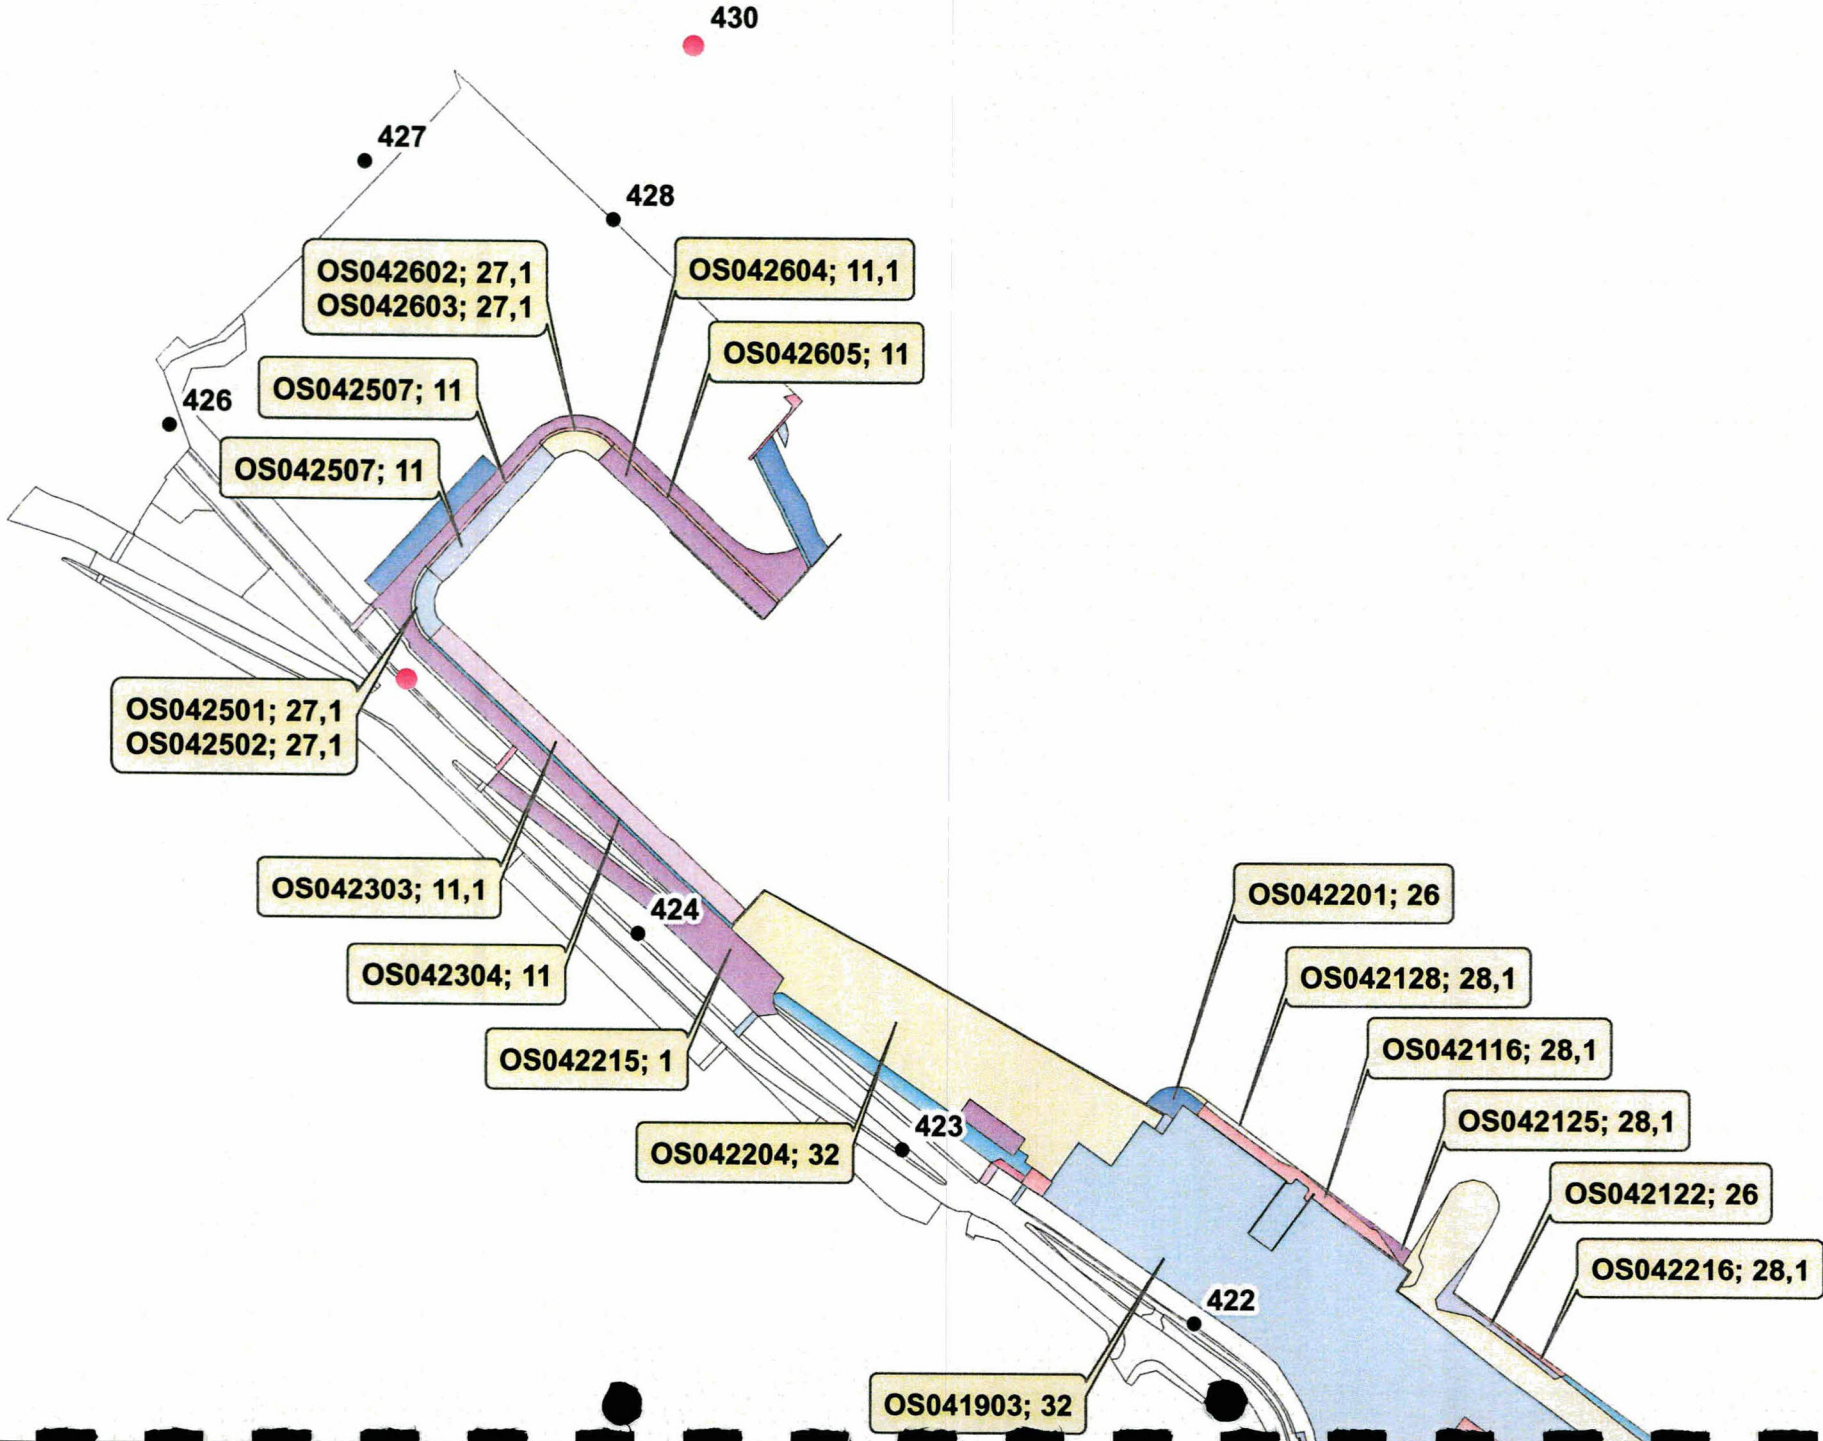 430
427
428
OS042602; 27,1
OS042603; 27,1
OS042604; 11,1
OS042605; 11
OS042507; 11
426
OS042507; 11
OS042501; 27,1
OS042502; 27,1
OS042303; 11,1
424
OS042201; 26
OS042304; 11
OS042128; 28,1
OS042215; 1
OS042116; 28,1
423
OS042125; 28,1
OS042204; 32
OS042122; 26
OS042216; 28,1
422
OS041903; 32